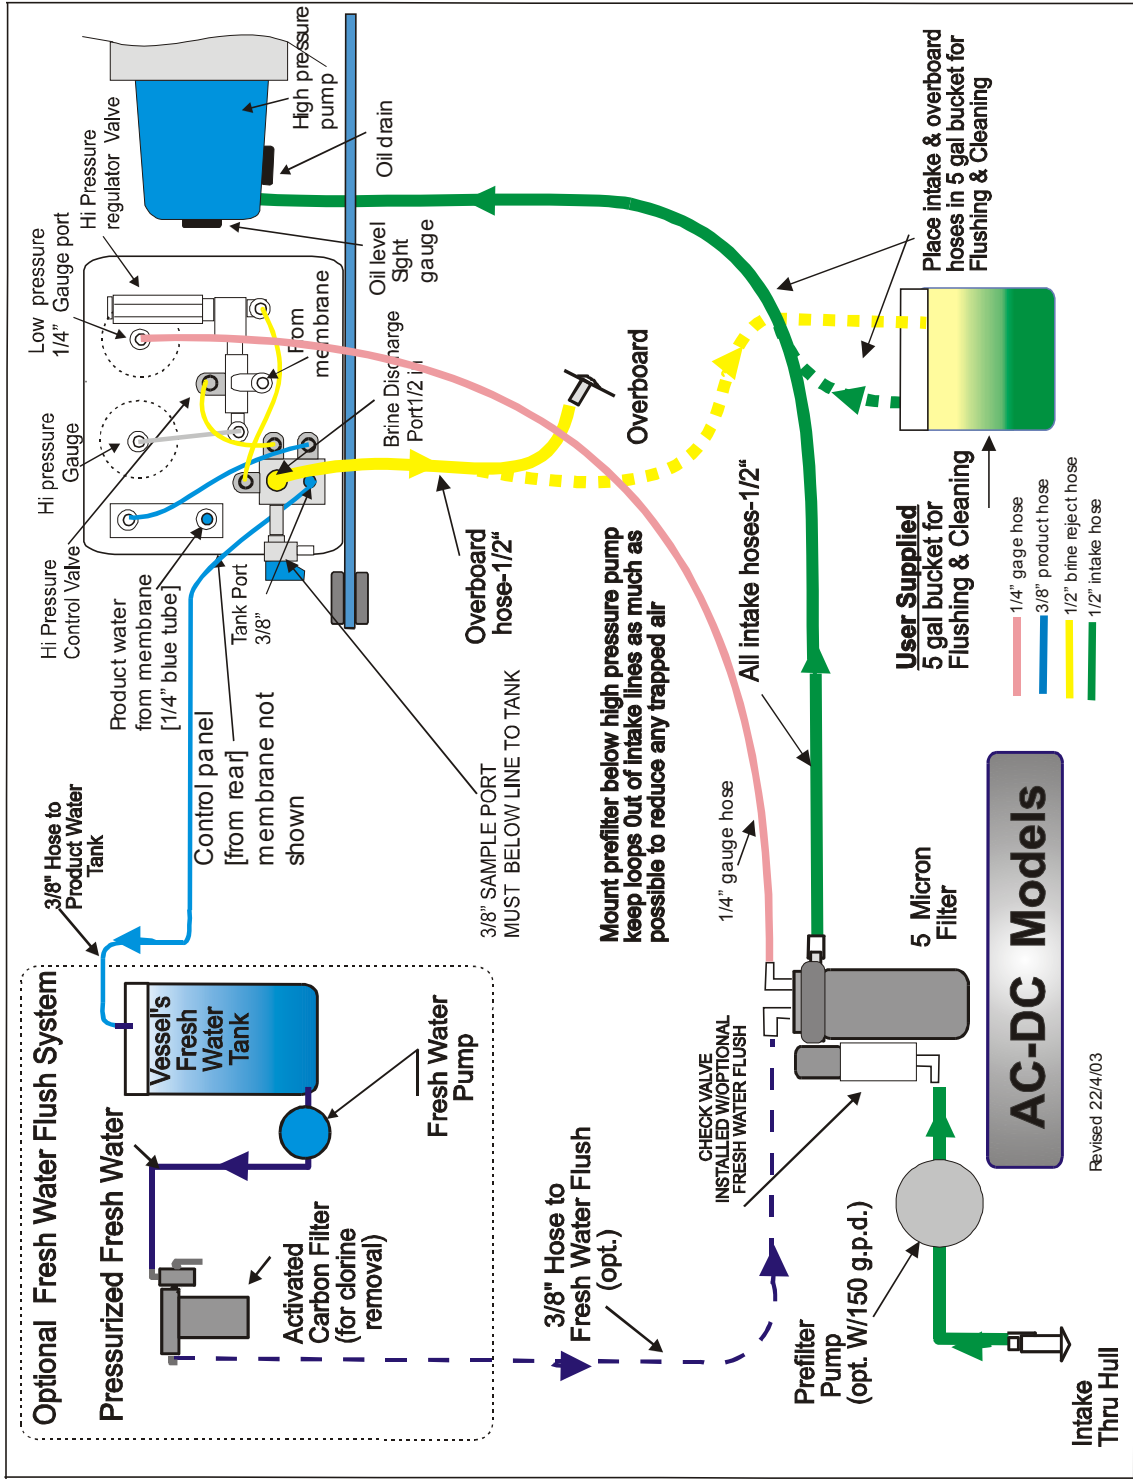 Optional Fresh Water Flush System
Pressurized Fresh Water
Vessel's
Fresh
Water
Tank
Fresh Water
Pump
Activated
Carbon Filter
(for clorine
removal)
3/8" Hose to
Product Water
Tank
3/8" Hose to
Fresh Water Flush
(opt.)
Hi Pressure
Control Valve
Hi pressure
Gauge
Low pressure
1/4" Gauge port
Hi Pressure
regulator Valve
High pressure
pump
Oil drain
Oil level
Sght
gauge
From
membrane
Brine Discharge
Port1/2 in
Product water
from membrane
[1/4" blue tube]
Tank Port
3/8"
Control panel
[from rear]
membrane not
shown
3/8" SAMPLE PORT
MUST BELOW LINE TO TANK
Overboard
hose-1/2"
Overboard
Mount prefilter below high pressure pump
keep loops 0ut of intake lines as much as
possible to reduce any trapped air
1/4" gauge hose
All intake hoses-1/2"
Place intake & overboard
hoses in 5 gal bucket for
Flushing & Cleaning
User Supplied
5 gal bucket for
Flushing & Cleaning
1/4" gage hose
3/8" product hose
1/2" brine reject hose
1/2" intake hose
CHECK VALVE
INSTALLED W/OPTIONAL
FRESH WATER FLUSH
5 Micron
Filter
Prefilter
Pump
(opt. W/150 g.p.d.)
Intake
Thru Hull
AC-DC Models
Revised 22/4/03